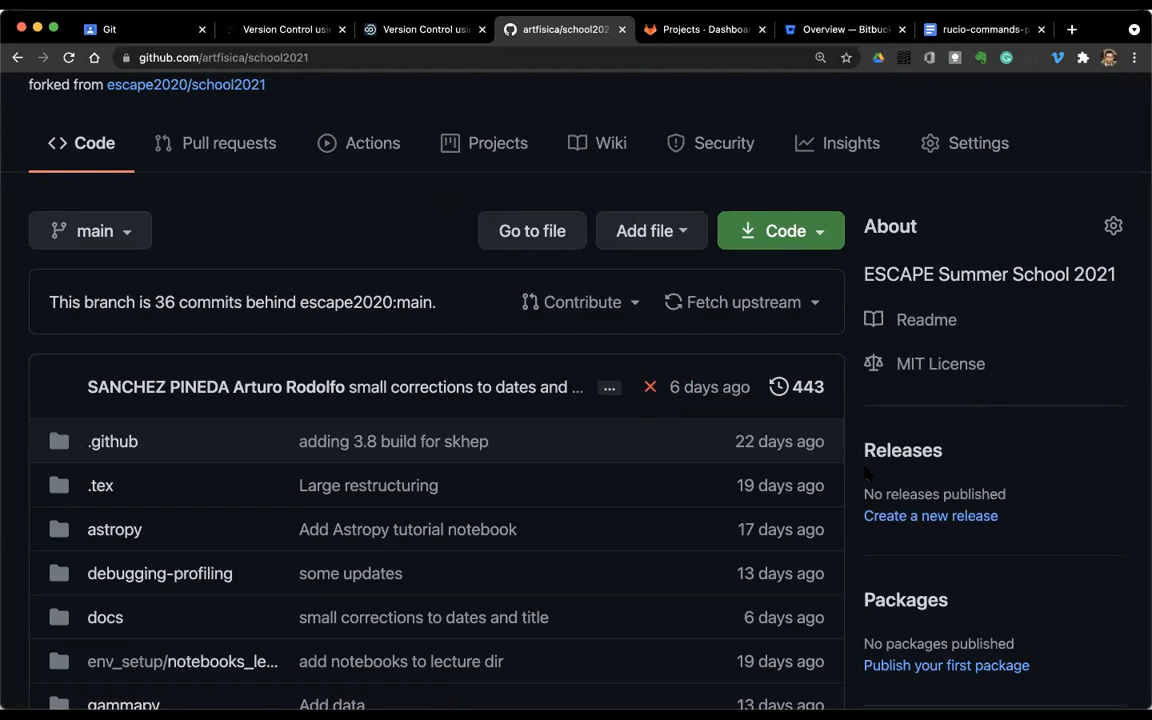 Git
Version Control usi
Version Control usi
artfisica/school202
Projects · Dashboa
Overview — Bitbuck
rucio-commands-p
github.com/artfisica/school2021
forked from escape2020/school2021
Code
Pull requests
Actions
Projects
Wiki
Security
Insights
Settings
main
Go to file
Add file
Code
About
ESCAPE Summer School 2021
This branch is 36 commits behind escape2020:main.
Contribute
Fetch upstream
Readme
MIT License
SANCHEZ PINEDA Arturo Rodolfo small corrections to dates and ...
...
6 days ago
443
.github
adding 3.8 build for skhep
22 days ago
Releases
.tex
Large restructuring
19 days ago
No releases published
Create a new release
astropy
Add Astropy tutorial notebook
17 days ago
debugging-profiling
some updates
13 days ago
Packages
docs
small corrections to dates and title
6 days ago
No packages published
Publish your first package
env_setup/notebooks_le...
add notebooks to lecture dir
19 days ago
gammapy
Add data
13 days ago